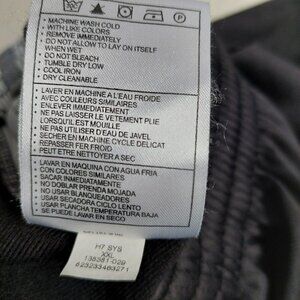 P
• MACHINE WASH COLD
• WITH LIKE COLORS
• REMOVE IMMEDIATELY
• DO NOT ALLOW TO LAY ON ITSELF
WHEN WET
• DO NOT BLEACH
• TUMBLE DRY LOW
• COOL IRON
• DRY CLEANABLE
LAVER EN MACHINE A L'EAU FROIDE
AVEC COULEURS SIMILAIRES
ENLEVER IMMEDIATEMENT
NE PAS LAISSER LE VETEMENT PLIE
LORSQU'IL EST MOUILLE
NE PAS UTILISER D'EAU DE JAVEL
SECHER EN MACHINE CYCLE DELICAT
REPASSER FER FROID
PEUT ETRE NETTOYER A SEC
LAVAR EN MAQUINA CON AGUA FRIA
CON COLORES SIMILARES
SACAR INMEDIATAMENTE
NO DOBLAR PRENDA MOJADA
NO USAR BLANQUEADORES
USAR SECADORA CICLO LENTO
USAR PLANCHA TEMPERATURA BAJA
SE PUEDE LAVAR EN SECO
H7 SYS
XXL